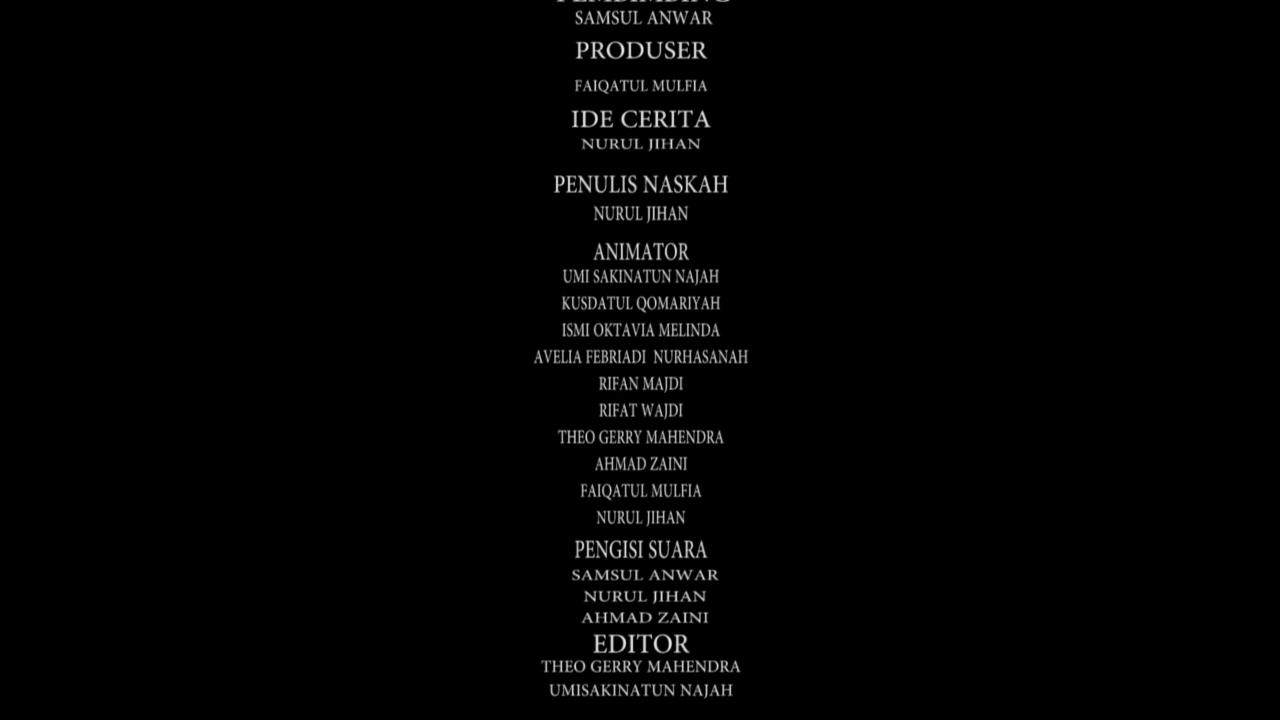 PEMBIMBING
SAMSUL ANWAR
PRODUSER
FAIQATUL MULFIA
IDE CERITA
NURUL JIHAN
PENULIS NASKAH
NURUL JIHAN
ANIMATOR
UMI SAKINATUN NAJAH
KUSDATUL QOMARIYAH
ISMI OKTAVIA MELINDA
AVELIA FEBRIADI  NURHASANAH
RIFAN MAJDI
RIFAT WAJDI
THEO GERRY MAHENDRA
AHMAD ZAINI
FAIQATUL MULFIA
NURUL JIHAN
PENGISI SUARA
SAMSUL ANWAR
NURUL JIHAN
AHMAD ZAINI
EDITOR
THEO GERRY MAHENDRA
UMISAKINATUN NAJAH